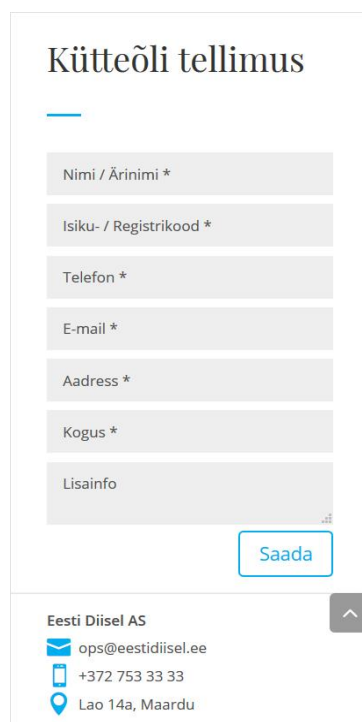 Kütteõli tellimus
Nimi / Ärinimi *
Isiku- / Registrikood *
Telefon *
E-mail *
Aadress *
Kogus *
Lisainfo
Saada
Eesti Diisel AS
ops@eestidiisel.ee
+372 753 33 33
Lao 14a, Maardu